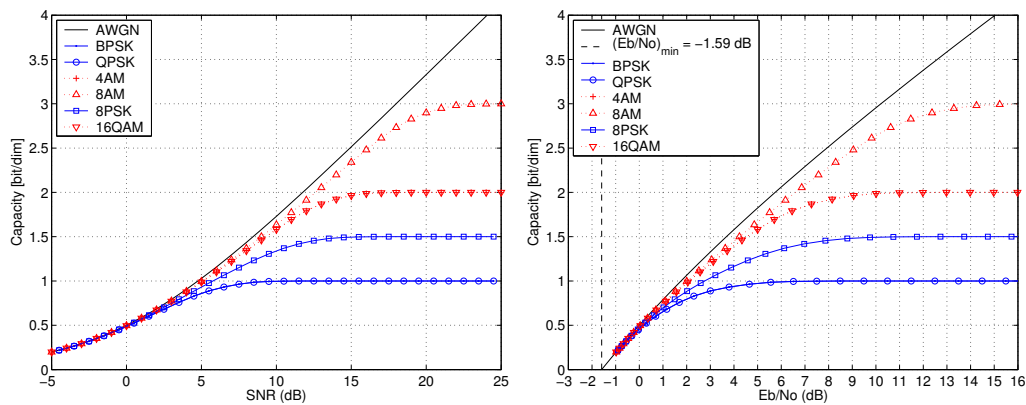 AWGN
BPSK
QPSK
4AM
8AM
8PSK
16QAM
4
3.5
3
2.5
2
1.5
1
0.5
0
Capacity [bit/dim]
−5 0 5 10 15 20 25
SNR (dB)
AWGN
(Eb/No)min = −1.59 dB
BPSK
QPSK
4AM
8AM
8PSK
16QAM
4
3.5
3
2.5
2
1.5
1
0.5
0
Capacity [bit/dim]
−3 −2 −1 0 1 2 3 4 5 6 7 8 9 10 11 12 13 14 15 16
Eb/No (dB)